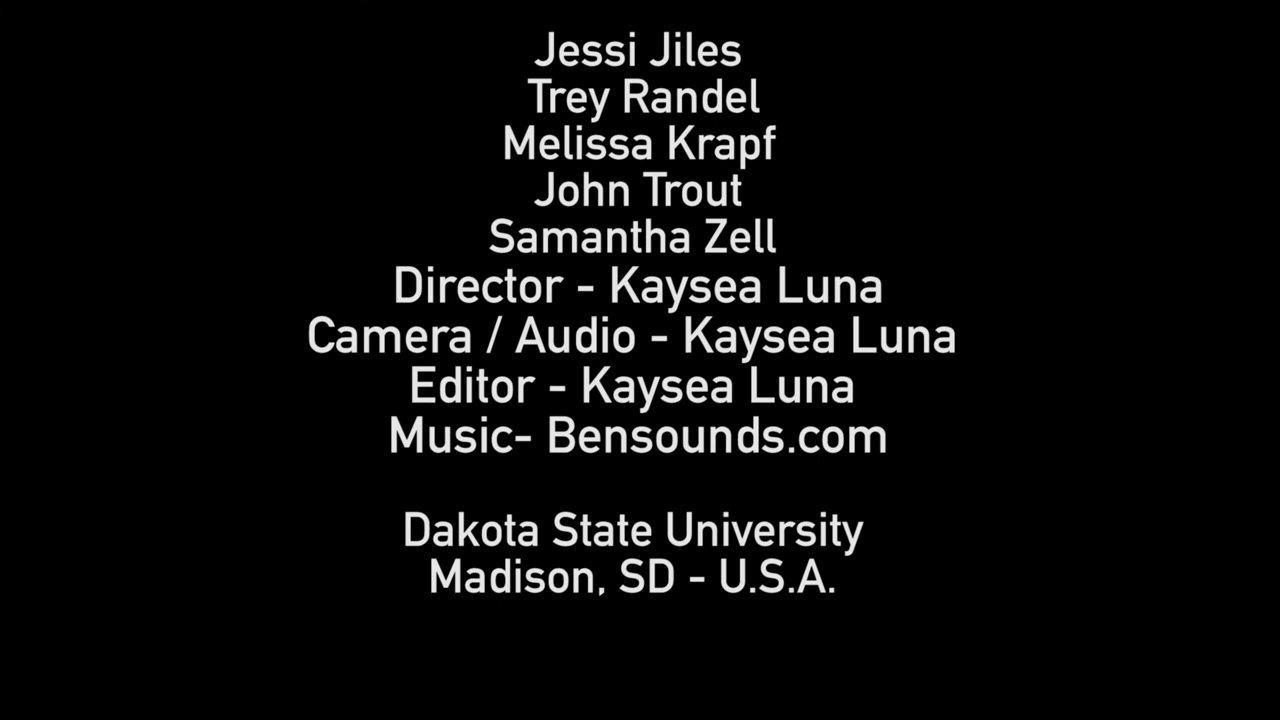 Jessi Jiles
Trey Randel
Melissa Krapf
John Trout
Samantha Zell
Director - Kaysea Luna
Camera / Audio - Kaysea Luna
Editor - Kaysea Luna
Music- Bensounds.com
Dakota State University
Madison, SD - U.S.A.